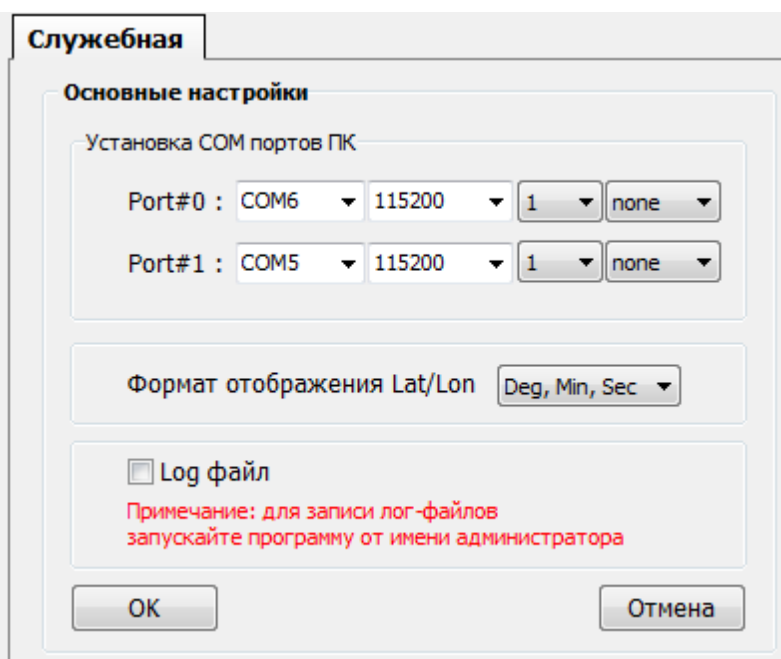 Служебная
Основные настройки
Установка COM портов ПК
Port#0 : COM6 115200 1 none
Port#1 : COM5 115200 1 none
Формат отображения Lat/Lon Deg, Min, Sec
Log файл
Примечание: для записи лог-файлов
запускайте программу от имени администратора
OK Отмена